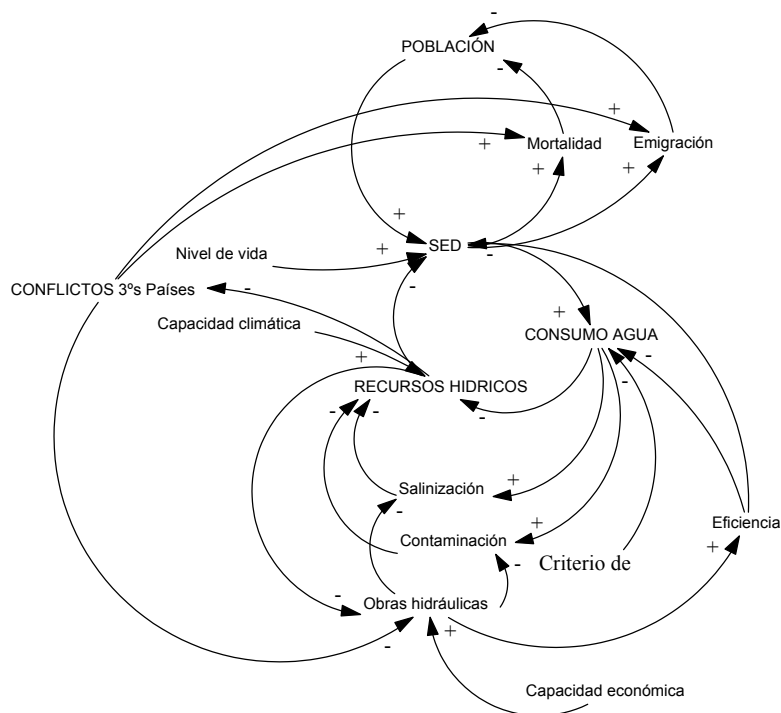 POBLACIÓN
Mortalidad
Emigración
SED
Nivel de vida
CONFLICTOS 3ºs Países
Capacidad climática
CONSUMO AGUA
RECURSOS HIDRICOS
Salinización
Contaminación
Eficiencia
Criterio de
Obras hidráulicas
Capacidad económica